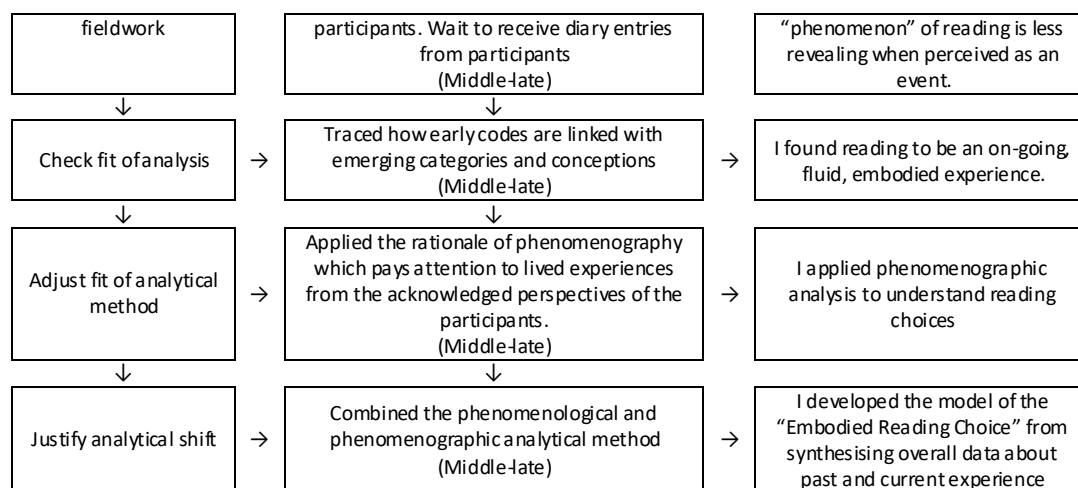 fieldwork
participants. Wait to receive diary entries
from participants
(Middle-late)
“phenomenon” of reading is less
revealing when perceived as an
event.
↓
↓
Check fit of analysis
→
Traced how early codes are linked with
emerging categories and conceptions
(Middle-late)
→
I found reading to be an on-going,
fluid, embodied experience.
↓
↓
Adjust fit of analytical
method
→
Applied the rationale of phenomenography
which pays attention to lived experiences
from the acknowledged perspectives of the
participants.
(Middle-late)
→
I applied phenomenographic
analysis to understand reading
choices
↓
↓
Justify analytical shift
→
Combined the phenomenological and
phenomenographic analytical method
(Middle-late)
→
I developed the model of the
“Embodied Reading Choice” from
synthesising overall data about
past and current experience